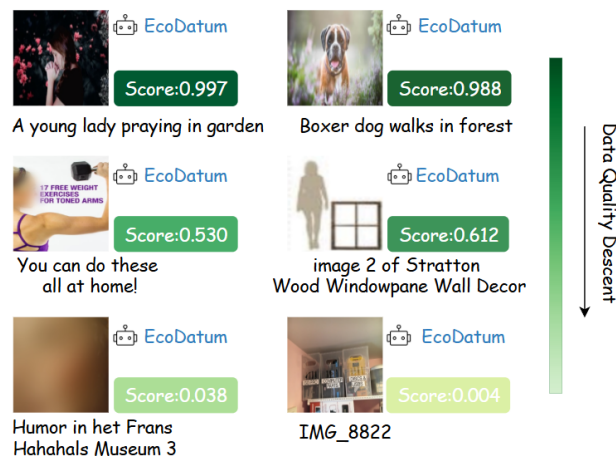 EcoDatum
Score:0.997
A young lady praying in garden
EcoDatum
Score:0.988
Boxer dog walks in forest
17 FREE WEIGHT
EXERCISES
FOR TONED ARMS
EcoDatum
Score:0.530
You can do these
all at home!
EcoDatum
Score:0.612
image 2 of Stratton
Wood Windowpane Wall Decor
EcoDatum
Score:0.038
Humor in het Frans
Hahahals Museum 3
EcoDatum
Score:0.004
IMG_8822
Data Quality Descent